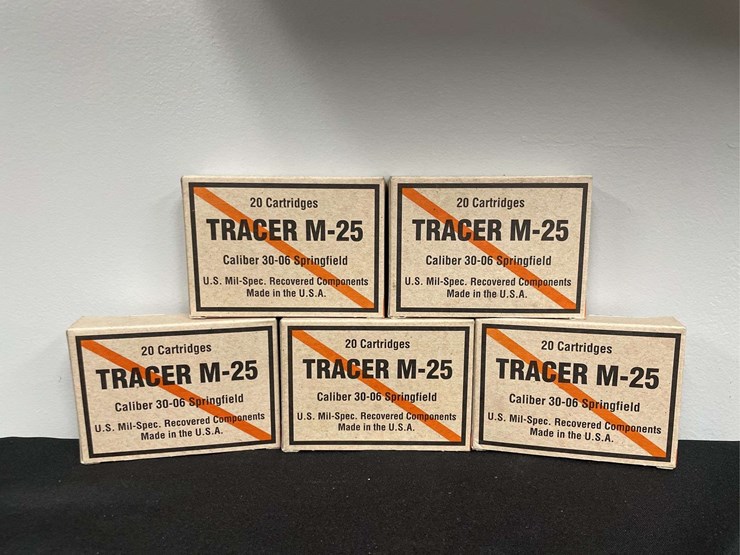 20 Cartridges
TRACER M-25
Caliber 30-06 Springfield
U.S. Mil-Spec. Recovered Components
Made in the U.S.A.
20 Cartridges
TRACER M-25
Caliber 30-06 Springfield
U.S. Mil-Spec. Recovered Components
Made in the U.S.A.
20 Cartridges
TRACER M-25
Caliber 30-06 Springfield
U.S. Mil-Spec. Recovered Components
Made in the U.S.A.
20 Cartridges
TRACER M-25
Caliber 30-06 Springfield
U.S. Mil-Spec. Recovered Components
Made in the U.S.A.
20 Cartridges
TRACER M-25
Caliber 30-06 Springfield
U.S. Mil-Spec. Recovered Components
Made in the U.S.A.